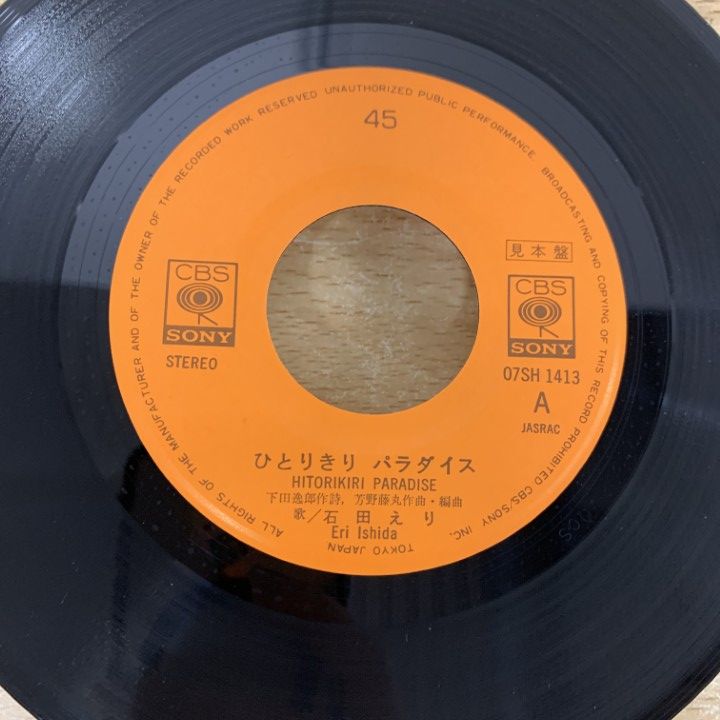 ALL RIGHTS OF THE MANUFACTURER AND OF THE OWNER OF THE RECORDED WORK RESERVED UNAUTHORIZED PUBLIC PERFORMANCE. BROADCASTING AND COPYING OF THIS RECORD PROHIBITED CBS/SONY INC. TOKYO JAPAN
45
見本盤
CBS
SONY
STEREO
CBS
SONY
07SH 1413
A
JASRAC
ひとりきり パラダイス
HITORIKIRI PARADISE
下田逸郎作詩, 芳野藤丸作曲・編曲
歌/石田えり
Eri Ishida